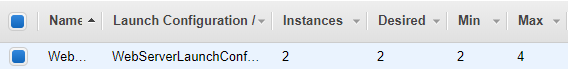 Name Launch Configuration / Instances Desired Min Max
Web... WebServerLaunchConf... 2 2 2 4